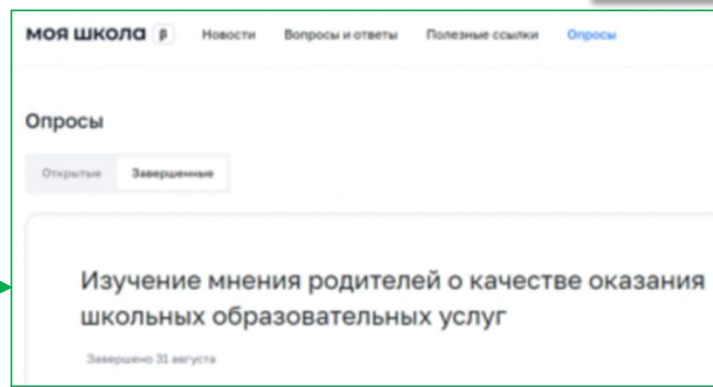 МОЯ ШКОЛА β Новости Вопросы и ответы Полезные ссылки Опросы
Опросы
Открытые Завершенные
Изучение мнения родителей о качестве оказания
школьных образовательных услуг
Завершено 31 августа